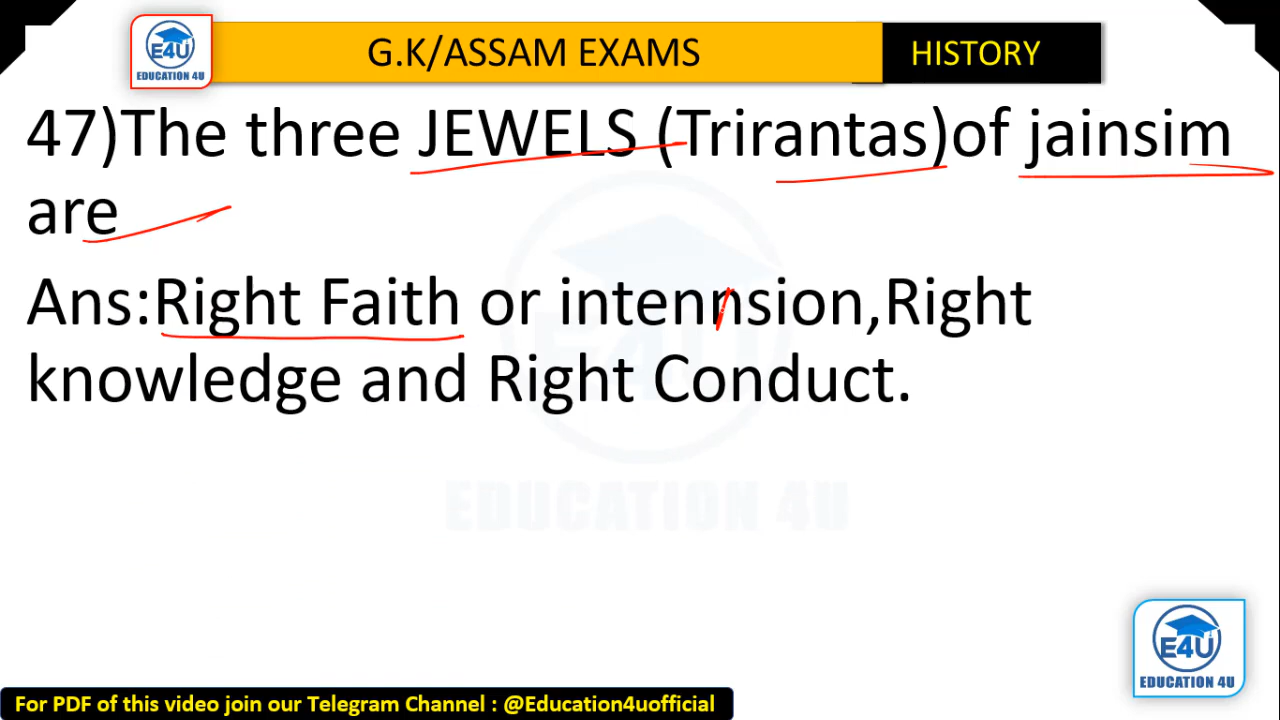 E4U
EDUCATION 4U
G.K/ASSAM EXAMS
HISTORY
47)The three JEWELS (Trirantas)of jainsim
are
Ans:Right Faith or intennsion,Right
knowledge and Right Conduct.
E4U
EDUCATION 4U
E4U
EDUCATION 4U
For PDF of this video join our Telegram Channel : @Education4uofficial